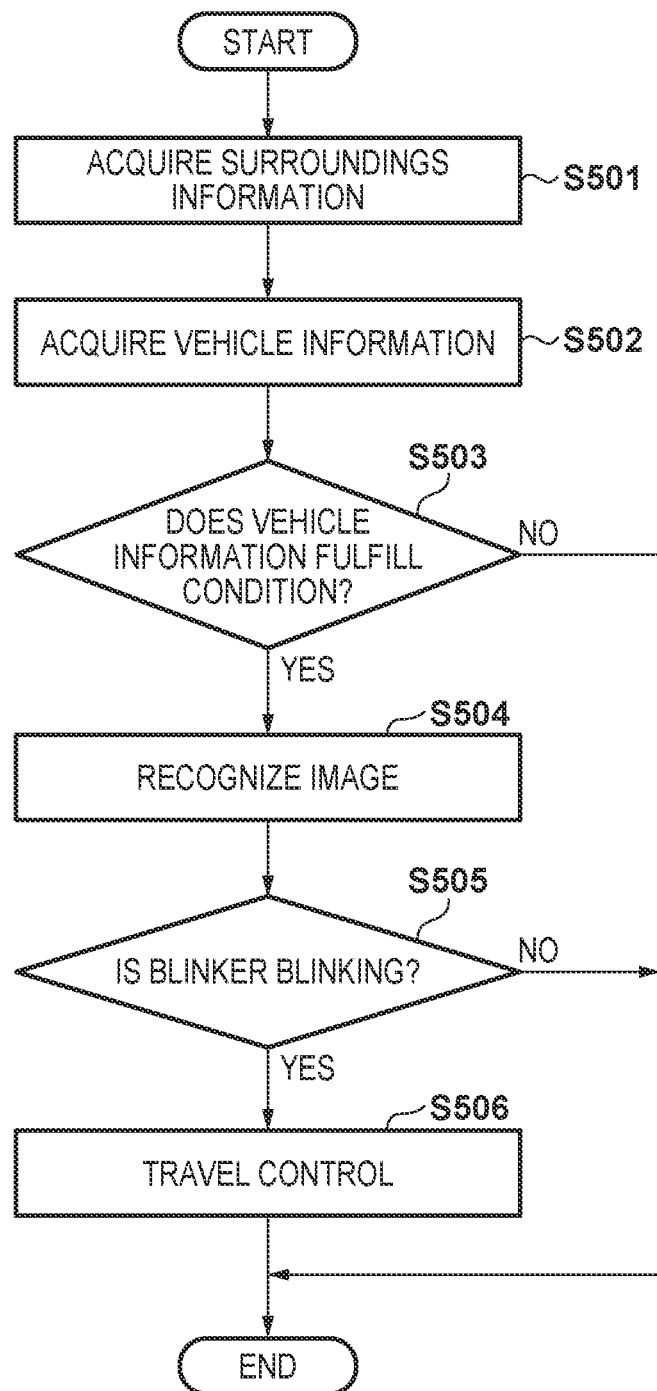 START
ACQUIRE SURROUNDINGS
INFORMATION
S501
ACQUIRE VEHICLE INFORMATION
S502
S503
DOES VEHICLE
INFORMATION FULFILL
CONDITION?
NO
YES
S504
RECOGNIZE IMAGE
S505
IS BLINKER BLINKING?
NO
YES
S506
TRAVEL CONTROL
END